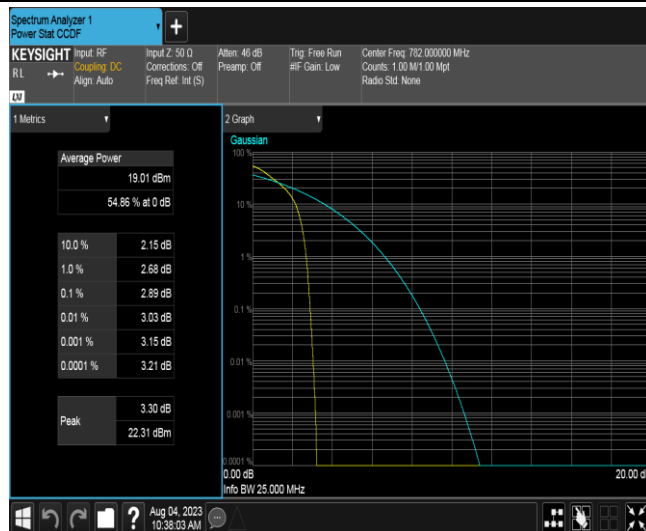 Spectrum Analyzer 1
Power Stat CCDF
+
KEYSIGHT
RL
Input: RF
Coupling: DC
Align: Auto
Input Z: 50 Ω
Corrections: Off
Freq Ref: Int (S)
Atten: 46 dB
Preamp: Off
Trig: Free Run
#IF Gain: Low
Center Freq: 782.000000 MHz
Counts: 1.00 M/1.00 Mpt
Radio Std: None
1 Metrics
Average Power
19.01 dBm
54.86 % at 0 dB
10.0 % 2.15 dB
1.0 % 2.68 dB
0.1 % 2.89 dB
0.01 % 3.03 dB
0.001 % 3.15 dB
0.0001 % 3.21 dB
Peak
3.30 dB
22.31 dBm
2 Graph
Gaussian
100 %
10 %
1 %
0.1 %
0.01 %
0.001 %
0.0001 %
0.00 dB
20.00 d
Info BW 25.000 MHz
?
Aug 04, 2023
10:38:03 AM